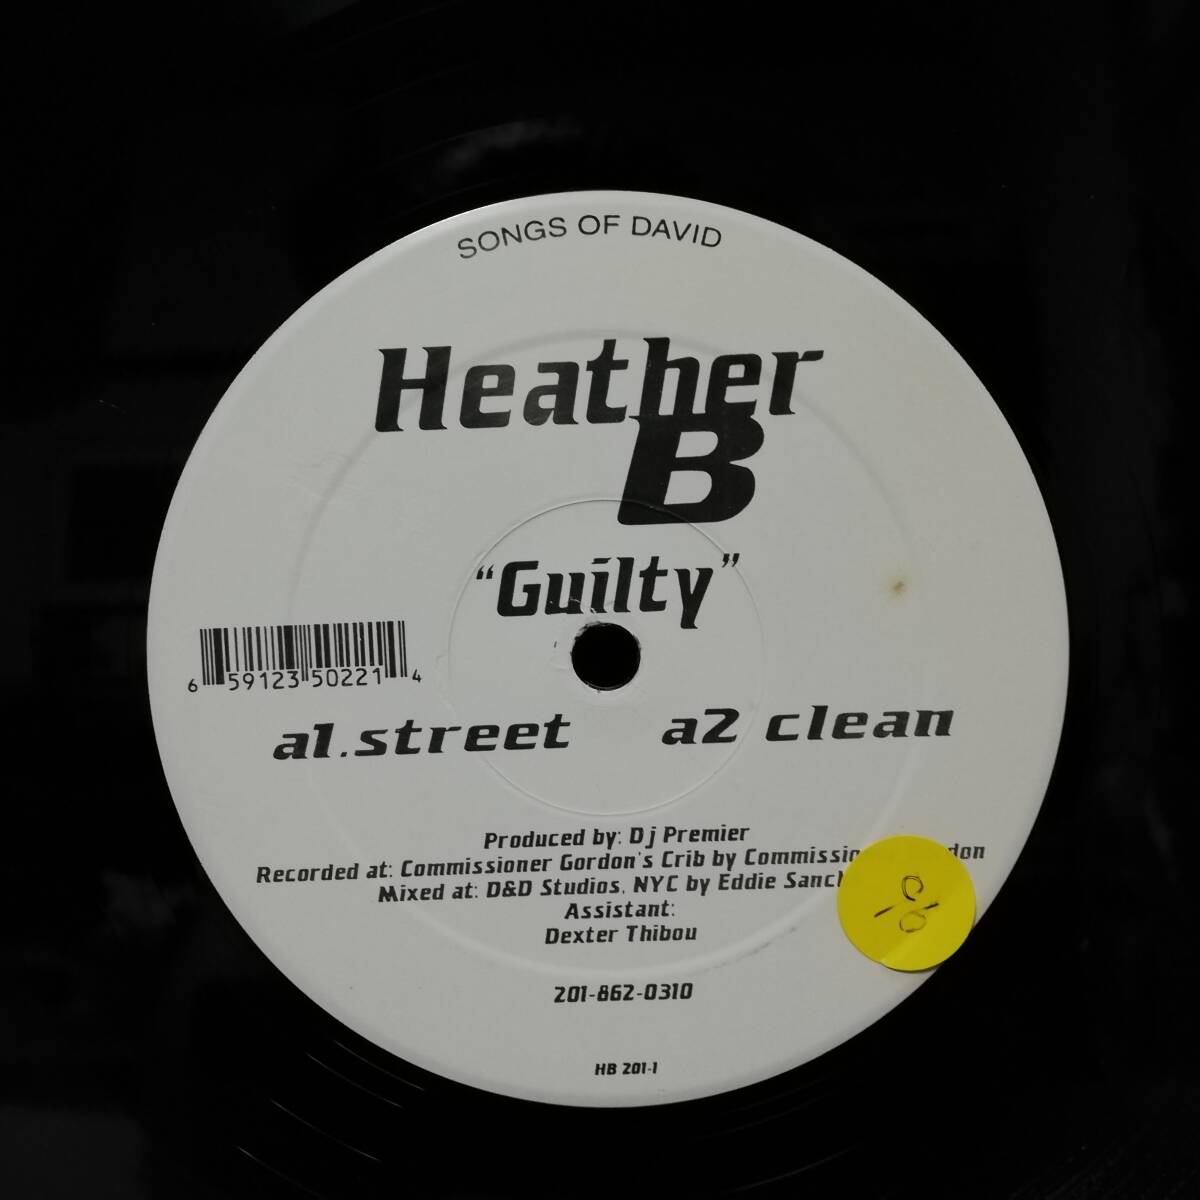 SONGS OF DAVID
Heather
B
"Guilty"
6 59123 50221 4
a1.street a2 clean
Produced by: Dj Premier
Recorded at: Commissioner Gordon's Crib by
Mixed at: D&D Studios, NYC by Eddie
Assistant:
Dexter Thibou
201-862-0310
HB 201-1